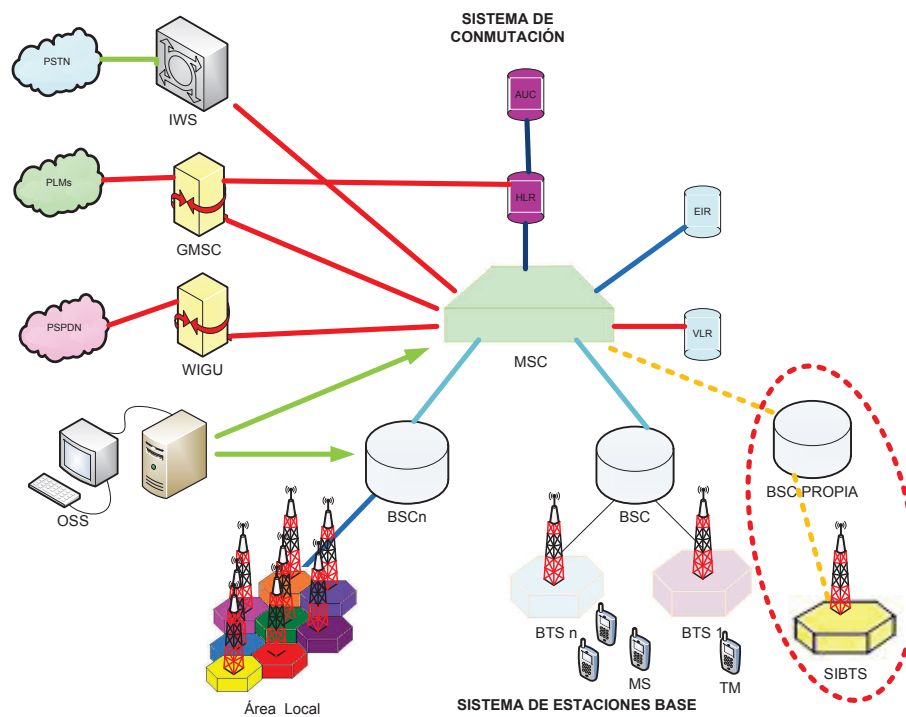 SISTEMA DE
CONMUTACIÓN
PSTN
IWS
AUC
PLMs
GMSC
HLR
EIR
PSPDN
WIGU
MSC
VLR
OSS
BSCn
BSC
BSC PROPIA
BTS n
BTS 1
MS
TM
SIBTS
Área Local
SISTEMA DE ESTACIONES BASE